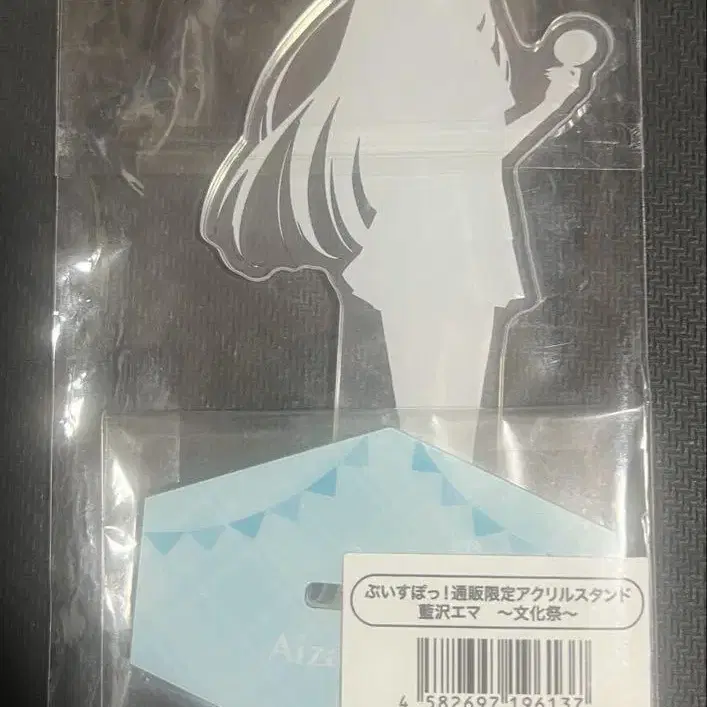 ぶいすぽっ!通販限定アクリルスタンド
藍沢エマ ～文化祭～
Aiza
4 582697 196137